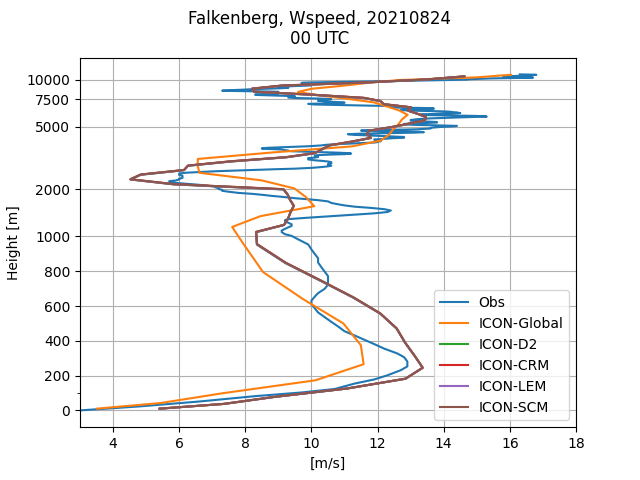 Falkenberg, Wspeed, 20210824
00 UTC
10000
7500
5000
2000
1000
800
600
400
200
0
Height [m]
4 6 8 10 12 14 16 18
[m/s]
Obs
ICON-Global
ICON-D2
ICON-CRM
ICON-LEM
ICON-SCM